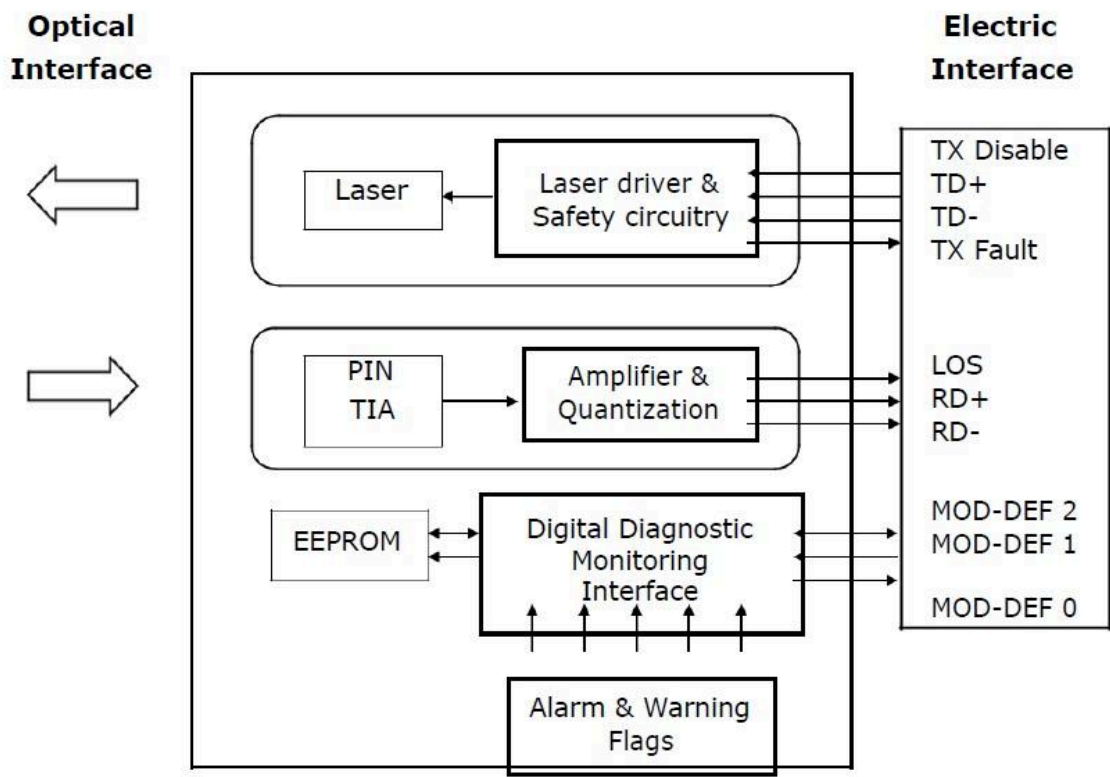 Optical
Interface
Electric
Interface
Laser
Laser driver &
Safety circuitry
TX Disable
TD+
TD-
TX Fault
PIN
TIA
Amplifier &
Quantization
LOS
RD+
RD-
EEPROM
Digital Diagnostic
Monitoring
Interface
MOD-DEF 2
MOD-DEF 1
MOD-DEF 0
Alarm & Warning
Flags